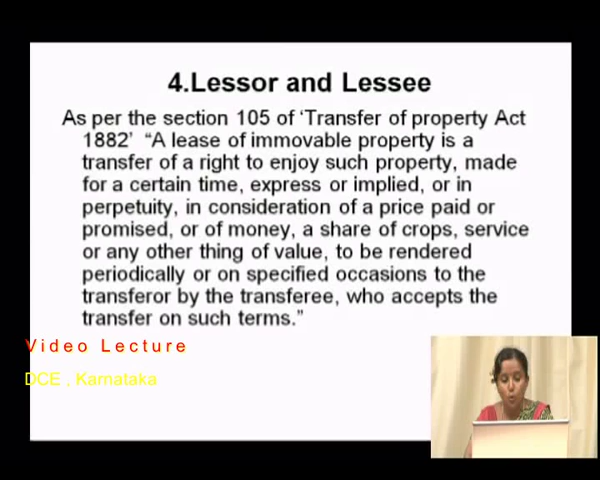 4.Lessor and Lessee
As per the section 105 of ‘Transfer of property Act
1882’ “A lease of immovable property is a
transfer of a right to enjoy such property, made
for a certain time, express or implied, or in
perpetuity, in consideration of a price paid or
promised, or of money, a share of crops, service
or any other thing of value, to be rendered
periodically or on specified occasions to the
transferor by the transferee, who accepts the
transfer on such terms.”
Video Lecture
DCE , Karnataka